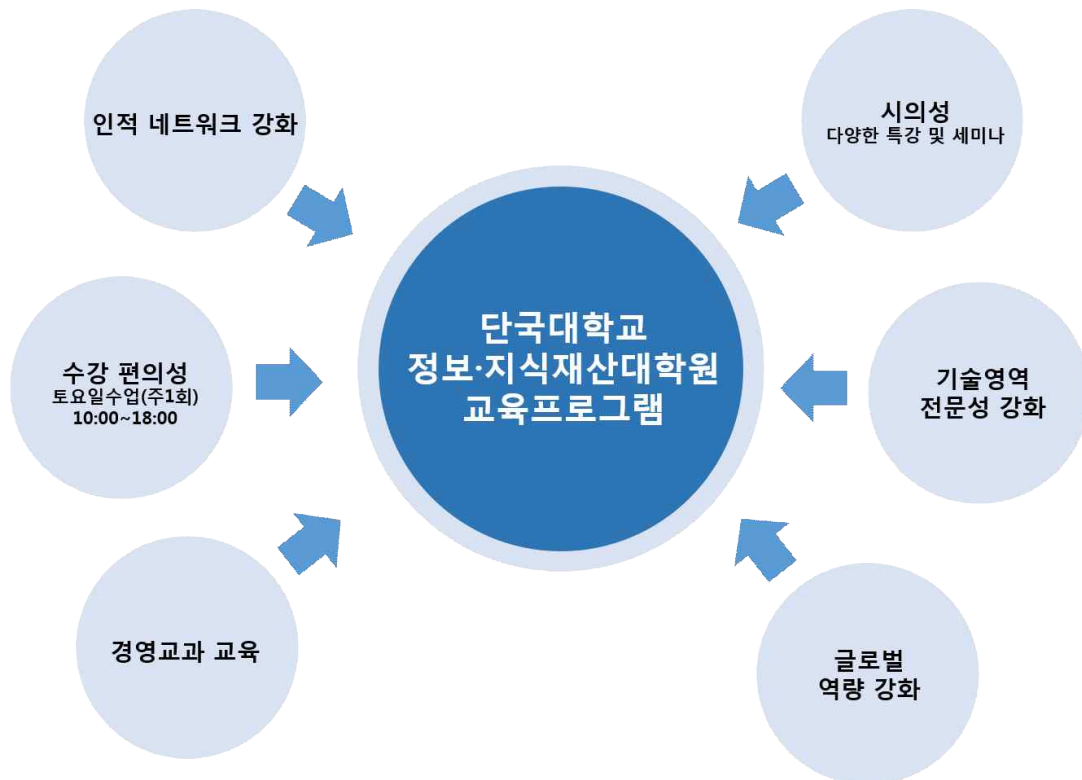 인적 네트워크 강화
시의성
다양한 특강 및 세미나
단국대학교
정보·지식재산대학원
교육프로그램
수강 편의성
토요일수업(주1회)
10:00~18:00
기술영역
전문성 강화
경영교과 교육
글로벌
역량 강화